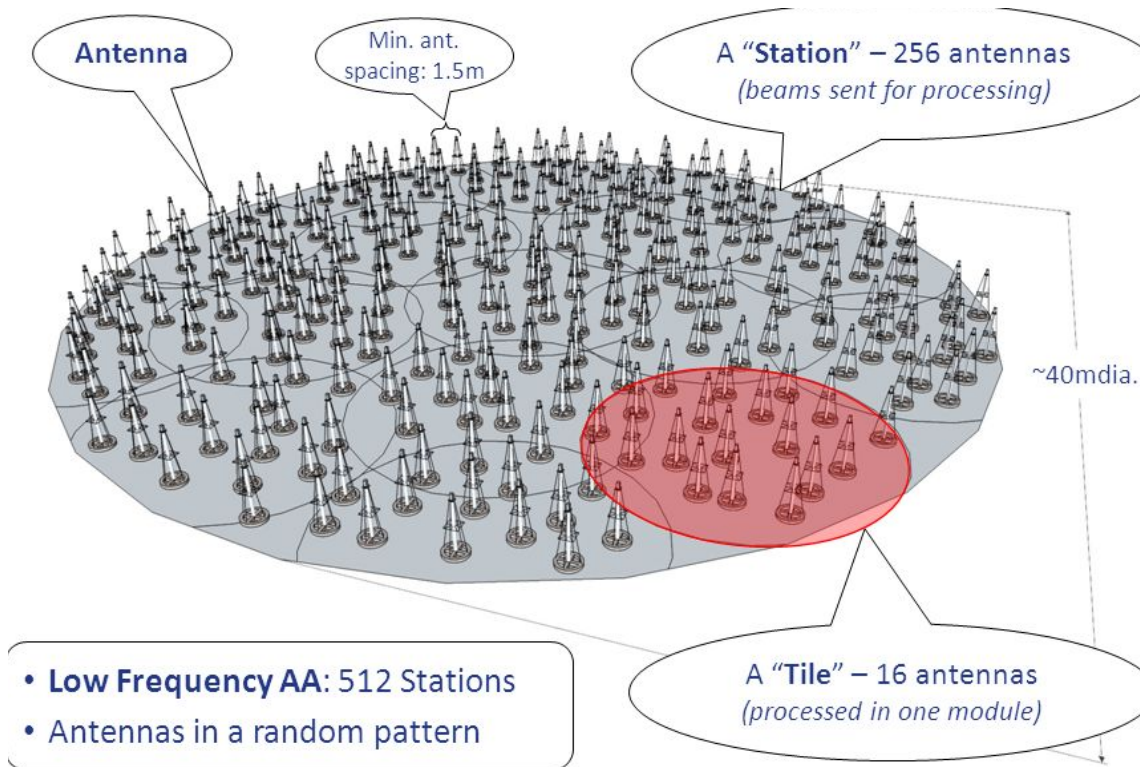 Antenna
Min. ant.
spacing: 1.5m
A “Station” – 256 antennas
(beams sent for processing)
~40mdia.
• Low Frequency AA: 512 Stations
• Antennas in a random pattern
A “Tile” – 16 antennas
(processed in one module)